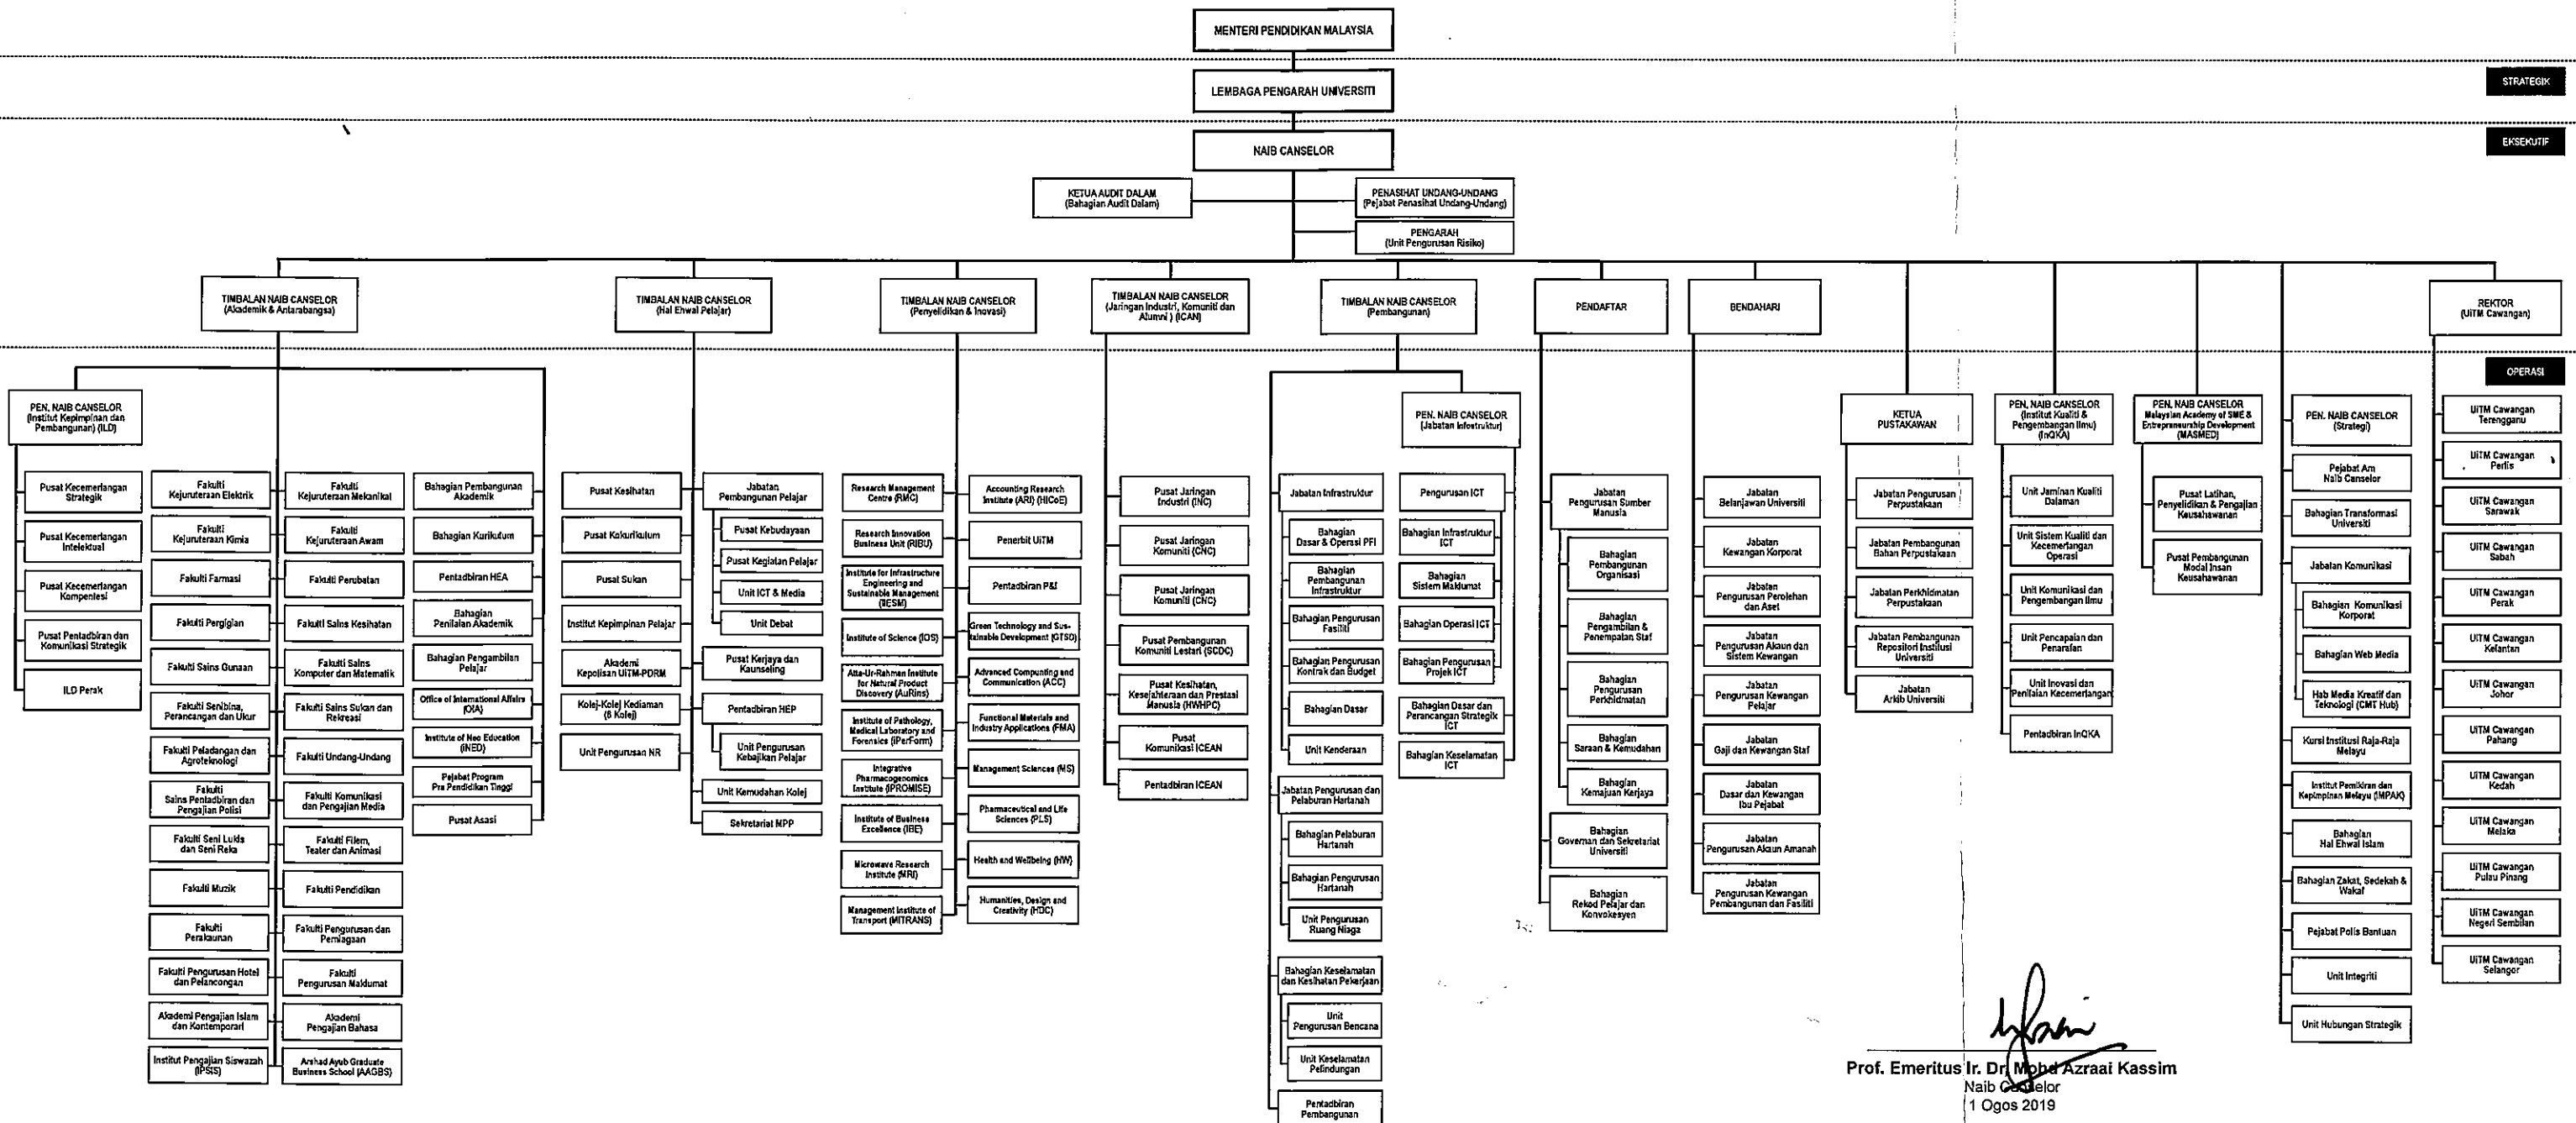 MENTERI PENDIDIKAN MALAYSIA
STRATEGIK
LEMBAGA PENGARAH UNIVERSITI
EKSEKUTIF
NAIB CANSELOR
KETUA AUDIT DALAM
(Bahagian Audit Dalam)
PENASIHAT UNDANG-UNDANG
(Pejabat Penasihat Undang-Undang)
PENGARAH
(Unit Pengurusan Risiko)
TIMBALAN NAIB CANSELOR
(Akademik & Antarabangsa)
TIMBALAN NAIB CANSELOR
(Hal Ehwal Pelajar)
TIMBALAN NAIB CANSELOR
(Penyelidikan & Inovasi)
TIMBALAN NAIB CANSELOR
(Jaringan Industri, Komuniti dan
Alumni ) (ICAN)
TIMBALAN NAIB CANSELOR
(Pembangunan)
PENDAFTAR
BENDAHARI
REKTOR
(UiTM Cawangan)
OPERASI
PEN. NAIB CANSELOR
(Institut Kepimpinan dan
Pembangunan) (ILD)
Pusat Kecemerlangan
Strategik
Pusat Kecemerlangan
Intelektual
Pusat Kecemerlangan
Kompentesi
Pusat Pentadbiran dan
Komunikasi Strategik
ILD Perak
Fakulti
Kejuruteraan Elektrik
Fakulti
Kejuruteraan Kimia
Fakulti Farmasi
Fakulti Pergigian
Fakulti Sains Gunaan
Fakulti Senibina,
Perancangan dan Ukur
Fakulti Peladangan dan
Agroteknologi
Fakulti
Sains Pentadbiran dan
Pengajian Polisi
Fakulti Seni Lukis
dan Seni Reka
Fakulti Muzik
Fakulti
Perakaunan
Fakulti Pengurusan Hotel
dan Pelancongan
Akademi Pengajian Islam
dan Kontemporari
Institut Pengajian Siswazah
(IPSIS)
Fakulti
Kejuruteraan Mekanikal
Fakulti
Kejuruteraan Awam
Fakulti Perubatan
Fakulti Sains Kesihatan
Fakulti Sains
Komputer dan Matematik
Fakulti Sains Sukan dan
Rekreasi
Fakulti Undang-Undang
Fakulti Komunikasi
dan Pengajian Media
Fakulti Filem,
Teater dan Animasi
Fakulti Pendidikan
Fakulti Pengurusan dan
Perniagaan
Fakulti
Pengurusan Maklumat
Akademi
Pengajian Bahasa
Arshad Ayub Graduate
Business School (AAGBS)
Bahagian Pembangunan
Akademik
Bahagian Kurikulum
Pentadbiran HEA
Bahagian
Penilaian Akademik
Bahagian Pengambilan
Pelajar
Office of International Affairs
(OIA)
Institute of Neo Education
(iNED)
Pejabat Program
Pra Pendidikan Tinggi
Pusat Asasi
Pusat Kesihatan
Pusat Kokurikulum
Pusat Sukan
Institut Kepimpinan Pelajar
Akademi
Kepolisan UiTM-PDRM
Kolej-Kolej Kediaman
(6 Kolej)
Unit Pengurusan NR
Jabatan
Pembangunan Pelajar
Pusat Kebudayaan
Pusat Kegiatan Pelajar
Unit ICT & Media
Unit Debat
Pusat Kerjaya dan
Kaunseling
Pentadbiran HEP
Unit Pengurusan
Kebajikan Pelajar
Unit Kemudahan Kolej
Sekretariat MPP
Research Management
Centre (RMC)
Research Innovation
Business Unit (RIBU)
Institute for Infrastructure
Engineering and
Sustainable Management
(IIESM)
Institute of Science (IOS)
Atta-Ur-Rahman Institute
for Natural Product
Discovery (AuRIns)
Institute of Pathology,
Medical Laboratory and
Forensics (iPerForm)
Integrative
Pharmacogenomics
Institute (iPROMISE)
Institute of Business
Excellence (IBE)
Microwave Research
Institute (MRI)
Management Institute of
Transport (MITRANS)
Accounting Research
Institute (ARI) (HICoE)
Penerbit UiTM
Pentadbiran P&I
Green Technology and Sus-
tainable Development (GTSD)
Advanced Computing and
Communication (ACC)
Functional Materials and
Industry Applications (FMA)
Management Sciences (MS)
Pharmaceutical and Life
Sciences (PLS)
Health and Wellbeing (HW)
Humanities, Design and
Creativity (HDC)
Pusat Jaringan
Industri (INC)
Pusat Jaringan
Komuniti (CNC)
Pusat Jaringan
Komuniti (CNC)
Pusat Pembangunan
Komuniti Lestari (SCDC)
Pusat Kesihatan,
Kesejahteraan dan Prestasi
Manusia (HWHPC)
Pusat
Komunikasi ICEAN
Pentadbiran ICEAN
Jabatan Infrastruktur
Bahagian
Dasar & Operasi PFI
Bahagian
Pembangunan
Infrastruktur
Bahagian Pengurusan
Fasiliti
Bahagian Pengurusan
Kontrak dan Budget
Bahagian Dasar
Unit Kenderaan
Jabatan Pengurusan dan
Pelaburan Hartanah
Bahagian Pelaburan
Hartanah
Bahagian Pengurusan
Hartanah
Unit Pengurusan
Ruang Niaga
Bahagian Keselamatan
dan Kesihatan Pekerjaan
Unit
Pengurusan Bencana
Unit Keselamatan
Pelindungan
Pentadbiran
Pembangunan
PEN. NAIB CANSELOR
(Jabatan Infostruktur)
Pengurusan ICT
Bahagian Infrastruktur
ICT
Bahagian
Sistem Maklumat
Bahagian Operasi ICT
Bahagian Pengurusan
Projek ICT
Bahagian Dasar dan
Perancangan Strategik
ICT
Bahagian Keselamatan
ICT
Jabatan
Pengurusan Sumber
Manusia
Bahagian
Pembangunan
Organisasi
Bahagian
Pengambilan &
Penempatan Staf
Bahagian
Pengurusan
Perkhidmatan
Bahagian
Saraan & Kemudahan
Bahagian
Kemajuan Kerjaya
Bahagian
Governan dan Sekretariat
Universiti
Bahagian
Rekod Pelajar dan
Konvokesyen
Jabatan
Belanjawan Universiti
Jabatan
Kewangan Korporat
Jabatan
Pengurusan Perolehan
dan Aset
Jabatan
Pengurusan Akaun dan
Sistem Kewangan
Jabatan
Pengurusan Kewangan
Pelajar
Jabatan
Gaji dan Kewangan Staf
Jabatan
Dasar dan Kewangan
Ibu Pejabat
Jabatan
Pengurusan Akaun Amanah
Jabatan
Pengurusan Kewangan
Pembangunan dan Fasiliti
KETUA
PUSTAKAWAN
Jabatan Pengurusan
Perpustakaan
Jabatan Pembangunan
Bahan Perpustakaan
Jabatan Perkhidmatan
Perpustakaan
Jabatan Pembangunan
Repositori Institusi
Universiti
Jabatan
Arkib Universiti
PEN. NAIB CANSELOR
(Institut Kualiti &
Pengembangan Ilmu)
(InQKA)
Unit Jaminan Kualiti
Dalaman
Unit Sistem Kualiti dan
Kecemerlangan
Operasi
Unit Komunikasi dan
Pengembangan Ilmu
Unit Pencapaian dan
Penarafan
Unit Inovasi dan
Penilaian Kecemerlangan
Pentadbiran InQKA
PEN. NAIB CANSELOR
Malaysian Academy of SME &
Entrepreneurship Development
(MASMED)
Pusat Latihan,
Penyelidikan & Pengajian
Keusahawanan
Pusat Pembangunan
Modal Insan
Keusahawanan
PEN. NAIB CANSELOR
(Strategi)
Pejabat Am
Naib Canselor
Bahagian Transformasi
Universiti
Jabatan Komunikasi
Bahagian Komunikasi
Korporat
Bahagian Web Media
Hab Media Kreatif dan
Teknologi (CMT Hub)
Kursi Institusi Raja-Raja
Melayu
Institut Pemikiran dan
Kepimpinan Melayu (IMPAK)
Bahagian
Hal Ehwal Islam
Bahagian Zakat, Sedekah &
Wakaf
Pejabat Polis Bantuan
Unit Integriti
Unit Hubungan Strategik
UiTM Cawangan
Terengganu
UiTM Cawangan
Perlis
UiTM Cawangan
Sarawak
UiTM Cawangan
Sabah
UiTM Cawangan
Perak
UiTM Cawangan
Kelantan
UiTM Cawangan
Johor
UiTM Cawangan
Pahang
UiTM Cawangan
Kedah
UiTM Cawangan
Melaka
UiTM Cawangan
Pulau Pinang
UiTM Cawangan
Negeri Sembilan
UiTM Cawangan
Selangor
Prof. Emeritus Ir. Dr. Mohd Azraai Kassim
Naib Canselor
1 Ogos 2019